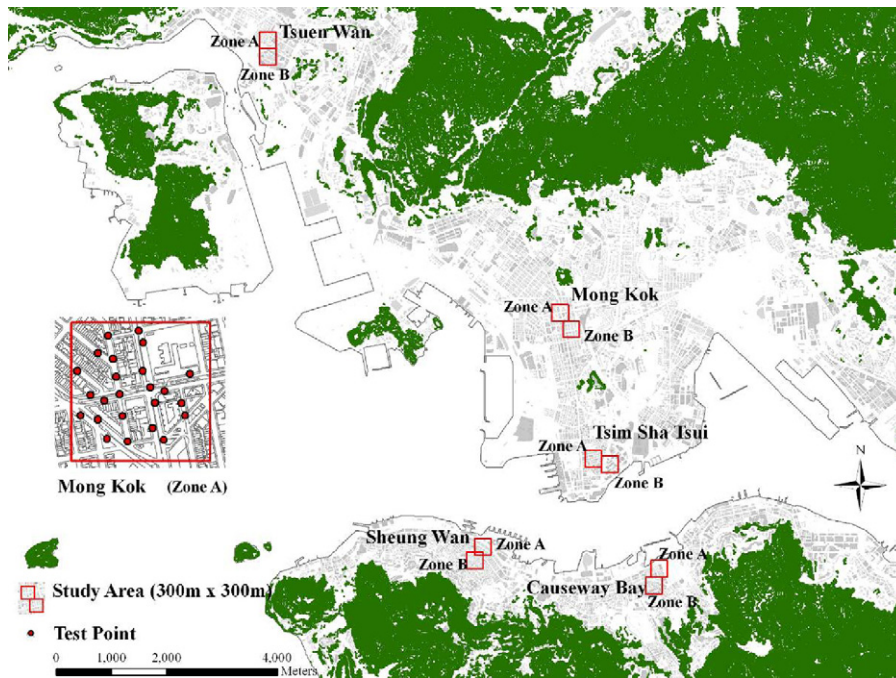 Tsuen Wan
Zone A
Zone B
Mong Kok
Zone A
Zone B
Tsim Sha Tsui
Zone A
Zone B
Mong Kok (Zone A)
N
Sheung Wan
Zone A
Zone B
Zone A
Causeway Bay
Zone B
Study Area (300m x 300m)
Test Point
0 1,000 2,000 4,000
Meters